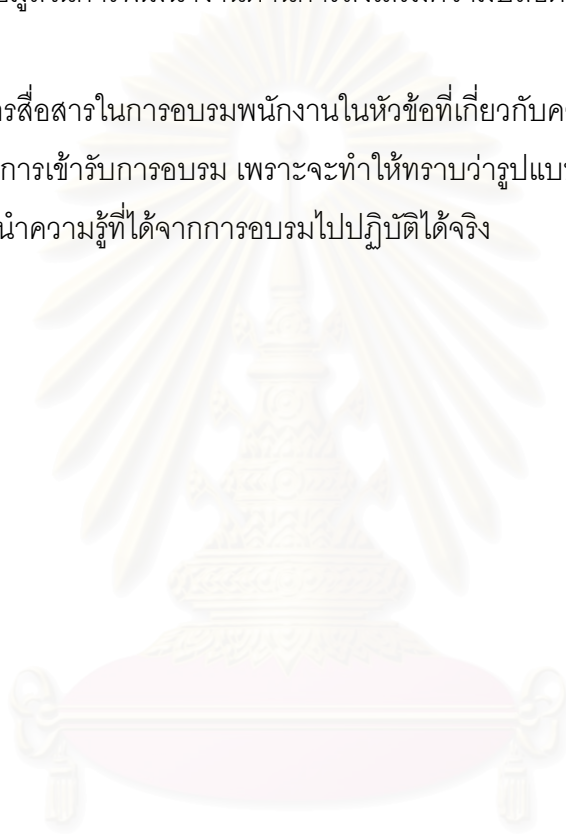 รสื่อสารในการอบรมพนักงานในหัวข้อที่เกี่ยวกับค
การเข้ารับการอบรม เพราะจะทำให้ทราบว่ารูปแบ
นำความรู้ที่ได้จากการอบรมไปปฏิบัติได้จริง